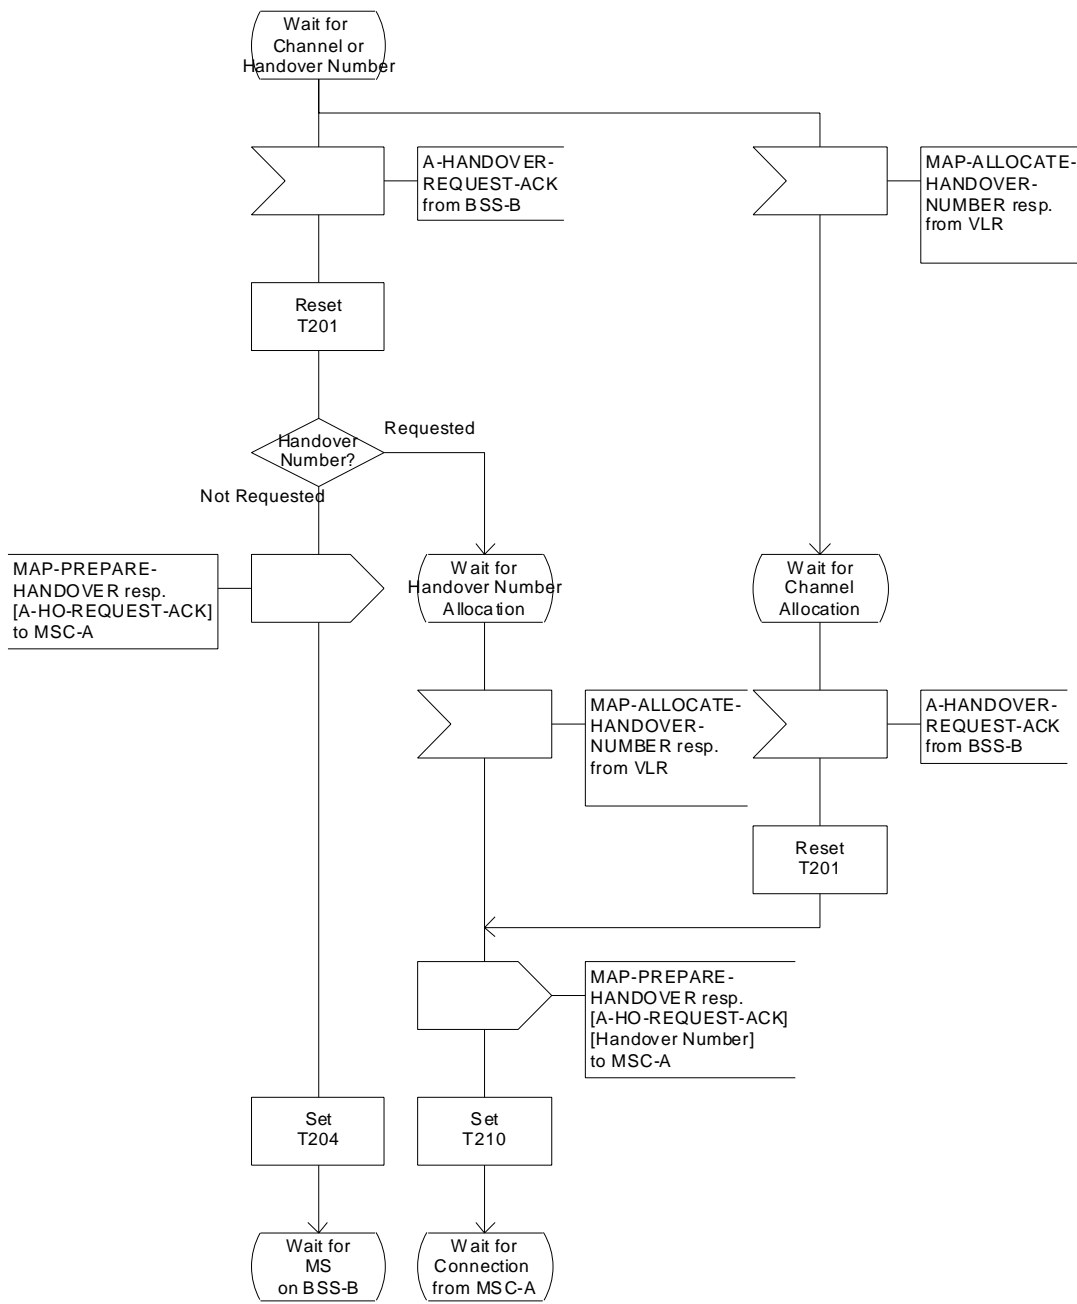 Wait for
Channel or
Handover Number
A-HANDOVER-
REQUEST-ACK
from BSS-B
MAP-ALLOCATE-
HANDOVER-
NUMBER resp.
from VLR
Reset
T201
Handover
Number?
Requested
Not Requested
MAP-PREPARE-
HANDOVER resp.
[A-HO-REQUEST-ACK]
to MSC-A
Wait for
Handover Number
Allocation
Wait for
Channel
Allocation
MAP-ALLOCATE-
HANDOVER-
NUMBER resp.
from VLR
A-HANDOVER-
REQUEST-ACK
from BSS-B
Reset
T201
MAP-PREPARE-
HANDOVER resp.
[A-HO-REQUEST-ACK]
[Handover Number]
to MSC-A
Set
T204
Set
T210
Wait for
MS
on BSS-B
Wait for
Connection
from MSC-A